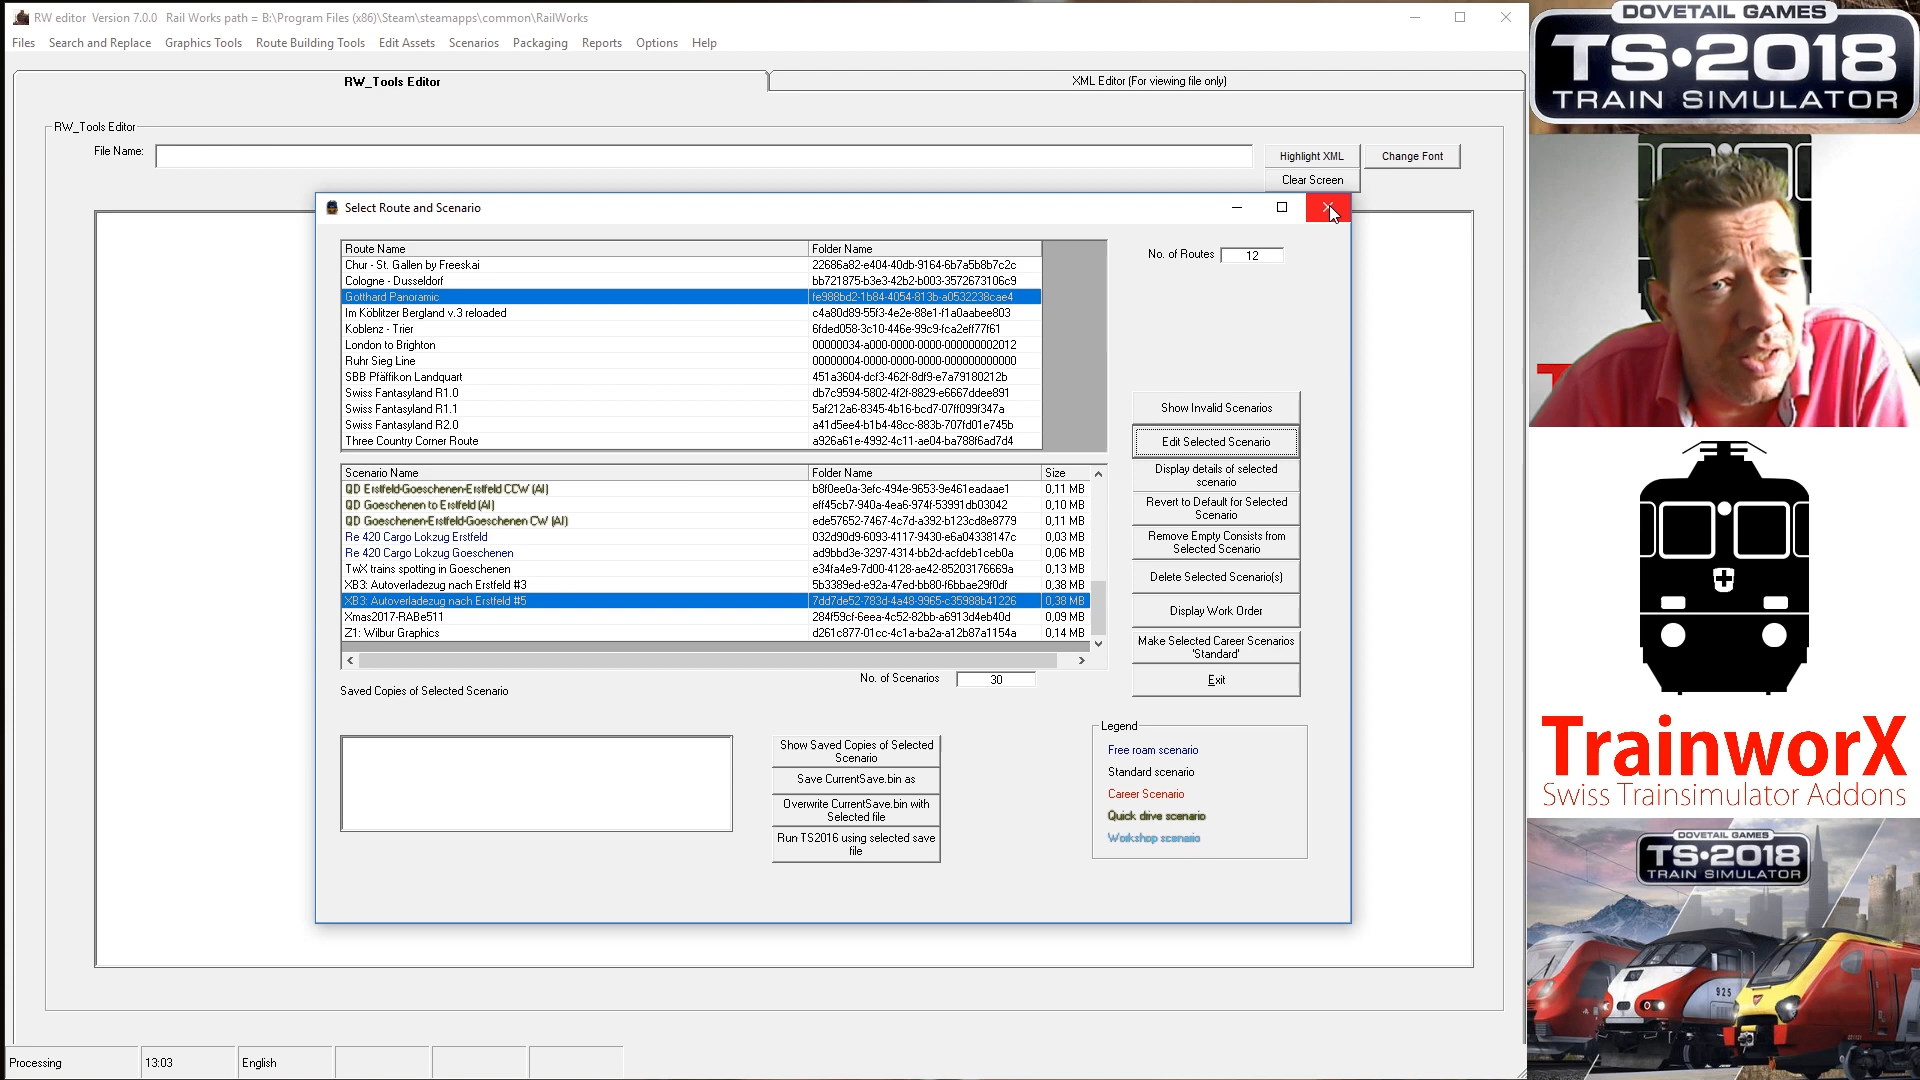 RW editor Version 7.0.0 Rail Works path = B:\Program Files (x86)\Steam\steamapps\common\RailWorks
Files Search and Replace Graphics Tools Route Building Tools Edit Assets Scenarios Packaging Reports Options Help
RW_Tools Editor
XML Editor (For viewing file only)
RW_Tools Editor
File Name:
Highlight XML
Change Font
Clear Screen
Select Route and Scenario
Route Name Folder Name
Chur - St. Gallen by Freeskai 22686a82-e404-40db-9164-6b7a5b8b7c2c
Cologne - Dusseldorf bb721875-b3e3-42b2-b003-3572673106c9
Gotthard Panoramic fe988bd2-1b84-4054-813b-a0532238cae4
Im Köblitzer Bergland v.3 reloaded c4a80d89-55f3-4e2e-88e1-f1a0aabee803
Koblenz - Trier 6fded058-3c10-446e-99c9-fca2eff77f61
London to Brighton 00000034-a000-0000-0000-000000002012
Ruhr Sieg Line 00000004-0000-0000-0000-000000000000
SBB Pfäffikon Landquart 451a3604-dcf3-462f-8df9-e7a79180212b
Swiss Fantasyland R1.0 db7c9594-5802-4f2f-8829-e6667ddee891
Swiss Fantasyland R1.1 5af212a6-8345-4b16-bcd7-07ff099f347a
Swiss Fantasyland R2.0 a41d5ee4-b1b4-48cc-883b-707fd01e745b
Three Country Corner Route a926a61e-4992-4c11-ae04-ba788f6ad7d4
No. of Routes 12
Scenario Name Folder Name Size
QD Erstfeld-Goeschenen-Erstfeld CCW (AI) b8f0ee0a-3efc-494e-9653-9e461eadaae1 0,11 MB
QD Goeschenen to Erstfeld (AI) eff45cb7-940a-4ea6-974f-53991db03042 0,10 MB
QD Goeschenen-Erstfeld-Goeschenen CW (AI) ede57652-7467-4c7d-a392-b123cd8e8779 0,11 MB
Re 420 Cargo Lokzug Erstfeld 032d90d9-6093-4117-9430-e6a04338147c 0,03 MB
Re 420 Cargo Lokzug Goeschenen ad9bbd3e-3297-4314-bb2d-acfdeb1ceb0a 0,06 MB
TwX trains spotting in Goeschenen e34fa4e9-7d00-4128-ae42-85203176669a 0,13 MB
XB3: Autoverladezug nach Erstfeld #3 5b3389ed-e92a-47ed-bb80-f6bbae29f0df 0,38 MB
XB3: Autoverladezug nach Erstfeld #5 7dd7de52-783d-4a48-9965-c35988b41226 0,38 MB
Xmas2017-RABe511 284f59cf-6eea-4c52-82bb-a6913d4eb40d 0,09 MB
Z1: Wilbur Graphics d261c877-01cc-4c1a-ba2a-a12b87a1154a 0,14 MB
No. of Scenarios 30
Show Invalid Scenarios
Edit Selected Scenario
Display details of selected
scenario
Revert to Default for Selected
Scenario
Remove Empty Consists from
Selected Scenario
Delete Selected Scenario(s)
Display Work Order
Make Selected Career Scenarios
'Standard'
Exit
Saved Copies of Selected Scenario
Show Saved Copies of Selected
Scenario
Save CurrentSave.bin as
Overwrite CurrentSave.bin with
Selected file
Run TS2016 using selected save
file
Legend
Free roam scenario
Standard scenario
Career Scenario
Quick drive scenario
Workshop scenario
Processing 13:03 English
DOVETAIL GAMES
TS•2018
TRAIN SIMULATOR
TrainworX
Swiss Trainsimulator Addons
DOVETAIL GAMES
TS•2018
TRAIN SIMULATOR
925